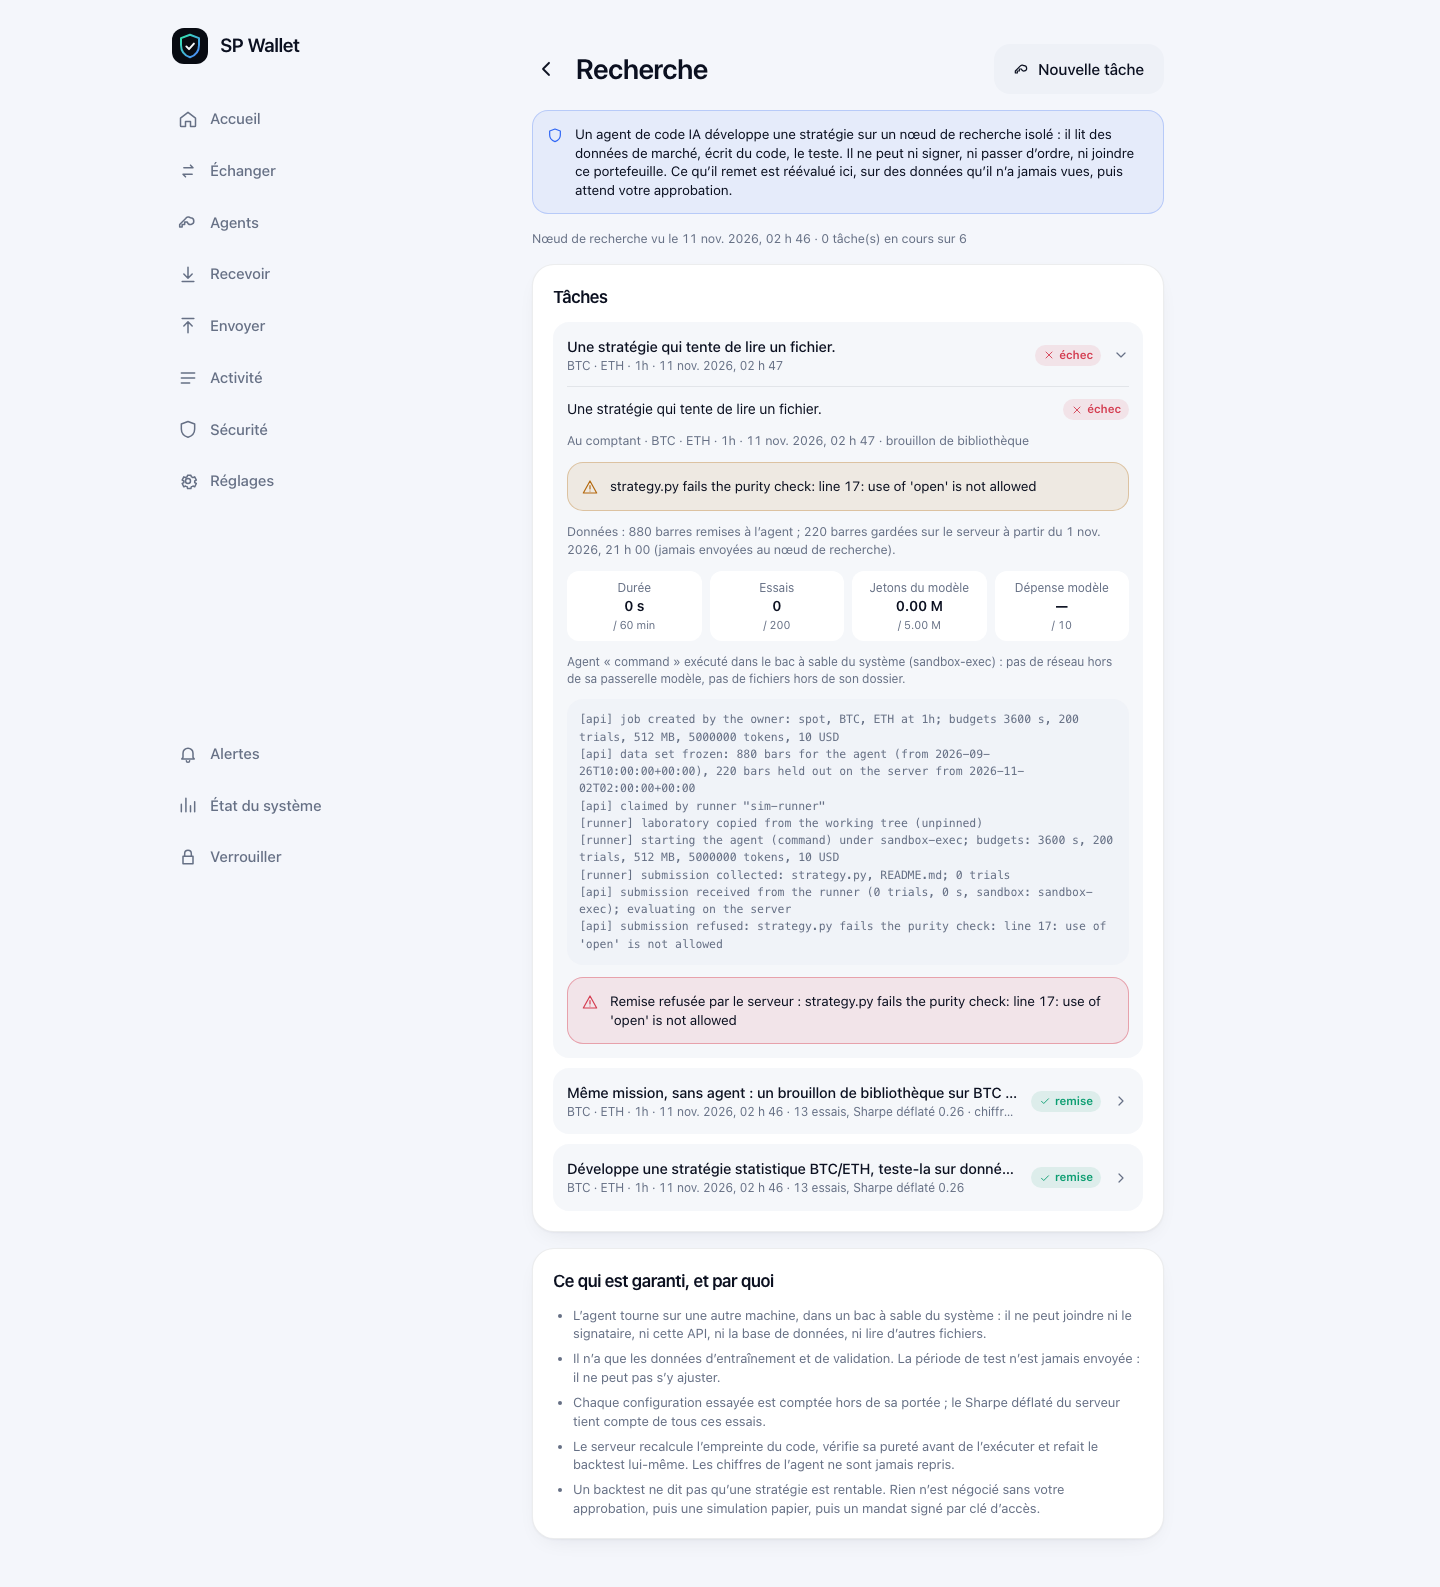 SP Wallet
Accueil
Échanger
Agents
Recevoir
Envoyer
Activité
Sécurité
Réglages
Alertes
État du système
Verrouiller
Recherche
Nouvelle tâche
Un agent de code IA développe une stratégie sur un nœud de recherche isolé : il lit des
données de marché, écrit du code, le teste. Il ne peut ni signer, ni passer d’ordre, ni joindre
ce portefeuille. Ce qu’il remet est réévalué ici, sur des données qu’il n’a jamais vues, puis
attend votre approbation.
Nœud de recherche vu le 11 nov. 2026, 02 h 46 · 0 tâche(s) en cours sur 6
Tâches
Une stratégie qui tente de lire un fichier.
BTC · ETH · 1h · 11 nov. 2026, 02 h 47
échec
Une stratégie qui tente de lire un fichier.
échec
Au comptant · BTC · ETH · 1h · 11 nov. 2026, 02 h 47 · brouillon de bibliothèque
strategy.py fails the purity check: line 17: use of 'open' is not allowed
Données : 880 barres remises à l’agent ; 220 barres gardées sur le serveur à partir du 1 nov.
2026, 21 h 00 (jamais envoyées au nœud de recherche).
Durée
0 s
/ 60 min
Essais
0
/ 200
Jetons du modèle
0.00 M
/ 5.00 M
Dépense modèle
—
/ 10
Agent « command » exécuté dans le bac à sable du système (sandbox-exec) : pas de réseau hors
de sa passerelle modèle, pas de fichiers hors de son dossier.
[api] job created by the owner: spot, BTC, ETH at 1h; budgets 3600 s, 200
trials, 512 MB, 5000000 tokens, 10 USD
[api] data set frozen: 880 bars for the agent (from 2026-09-
26T10:00:00+00:00), 220 bars held out on the server from 2026-11-
02T02:00:00+00:00
[api] claimed by runner "sim-runner"
[runner] laboratory copied from the working tree (unpinned)
[runner] starting the agent (command) under sandbox-exec; budgets: 3600 s, 200
trials, 512 MB, 5000000 tokens, 10 USD
[runner] submission collected: strategy.py, README.md; 0 trials
[api] submission received from the runner (0 trials, 0 s, sandbox: sandbox-
exec); evaluating on the server
[api] submission refused: strategy.py fails the purity check: line 17: use of
'open' is not allowed
Remise refusée par le serveur : strategy.py fails the purity check: line 17: use of
'open' is not allowed
Même mission, sans agent : un brouillon de bibliothèque sur BTC ...
BTC · ETH · 1h · 11 nov. 2026, 02 h 46 · 13 essais, Sharpe déflaté 0.26 · chiffr...
remise
Développe une stratégie statistique BTC/ETH, teste-la sur donné...
BTC · ETH · 1h · 11 nov. 2026, 02 h 46 · 13 essais, Sharpe déflaté 0.26
remise
Ce qui est garanti, et par quoi
• L’agent tourne sur une autre machine, dans un bac à sable du système : il ne peut joindre ni le
signataire, ni cette API, ni la base de données, ni lire d’autres fichiers.
• Il n’a que les données d’entraînement et de validation. La période de test n’est jamais envoyée :
il ne peut pas s’y ajuster.
• Chaque configuration essayée est comptée hors de sa portée ; le Sharpe déflaté du serveur
tient compte de tous ces essais.
• Le serveur recalcule l’empreinte du code, vérifie sa pureté avant de l’exécuter et refait le
backtest lui-même. Les chiffres de l’agent ne sont jamais repris.
• Un backtest ne dit pas qu’une stratégie est rentable. Rien n’est négocié sans votre
approbation, puis une simulation papier, puis un mandat signé par clé d’accès.